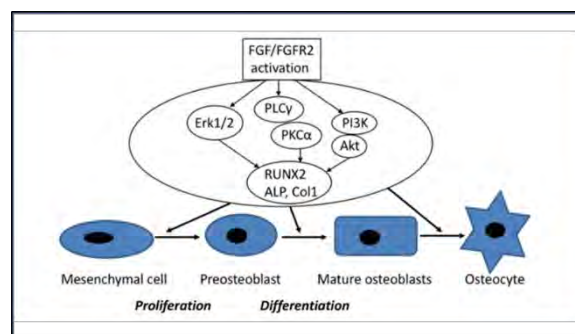 FGF/FGFR2
activation
Erk1/2
PLCγ
PKCα
PI3K
Akt
RUNX2
ALP, Col1
Mesenchymal cell
Preosteoblast
Mature osteoblasts
Osteocyte
Proliferation
Differentiation